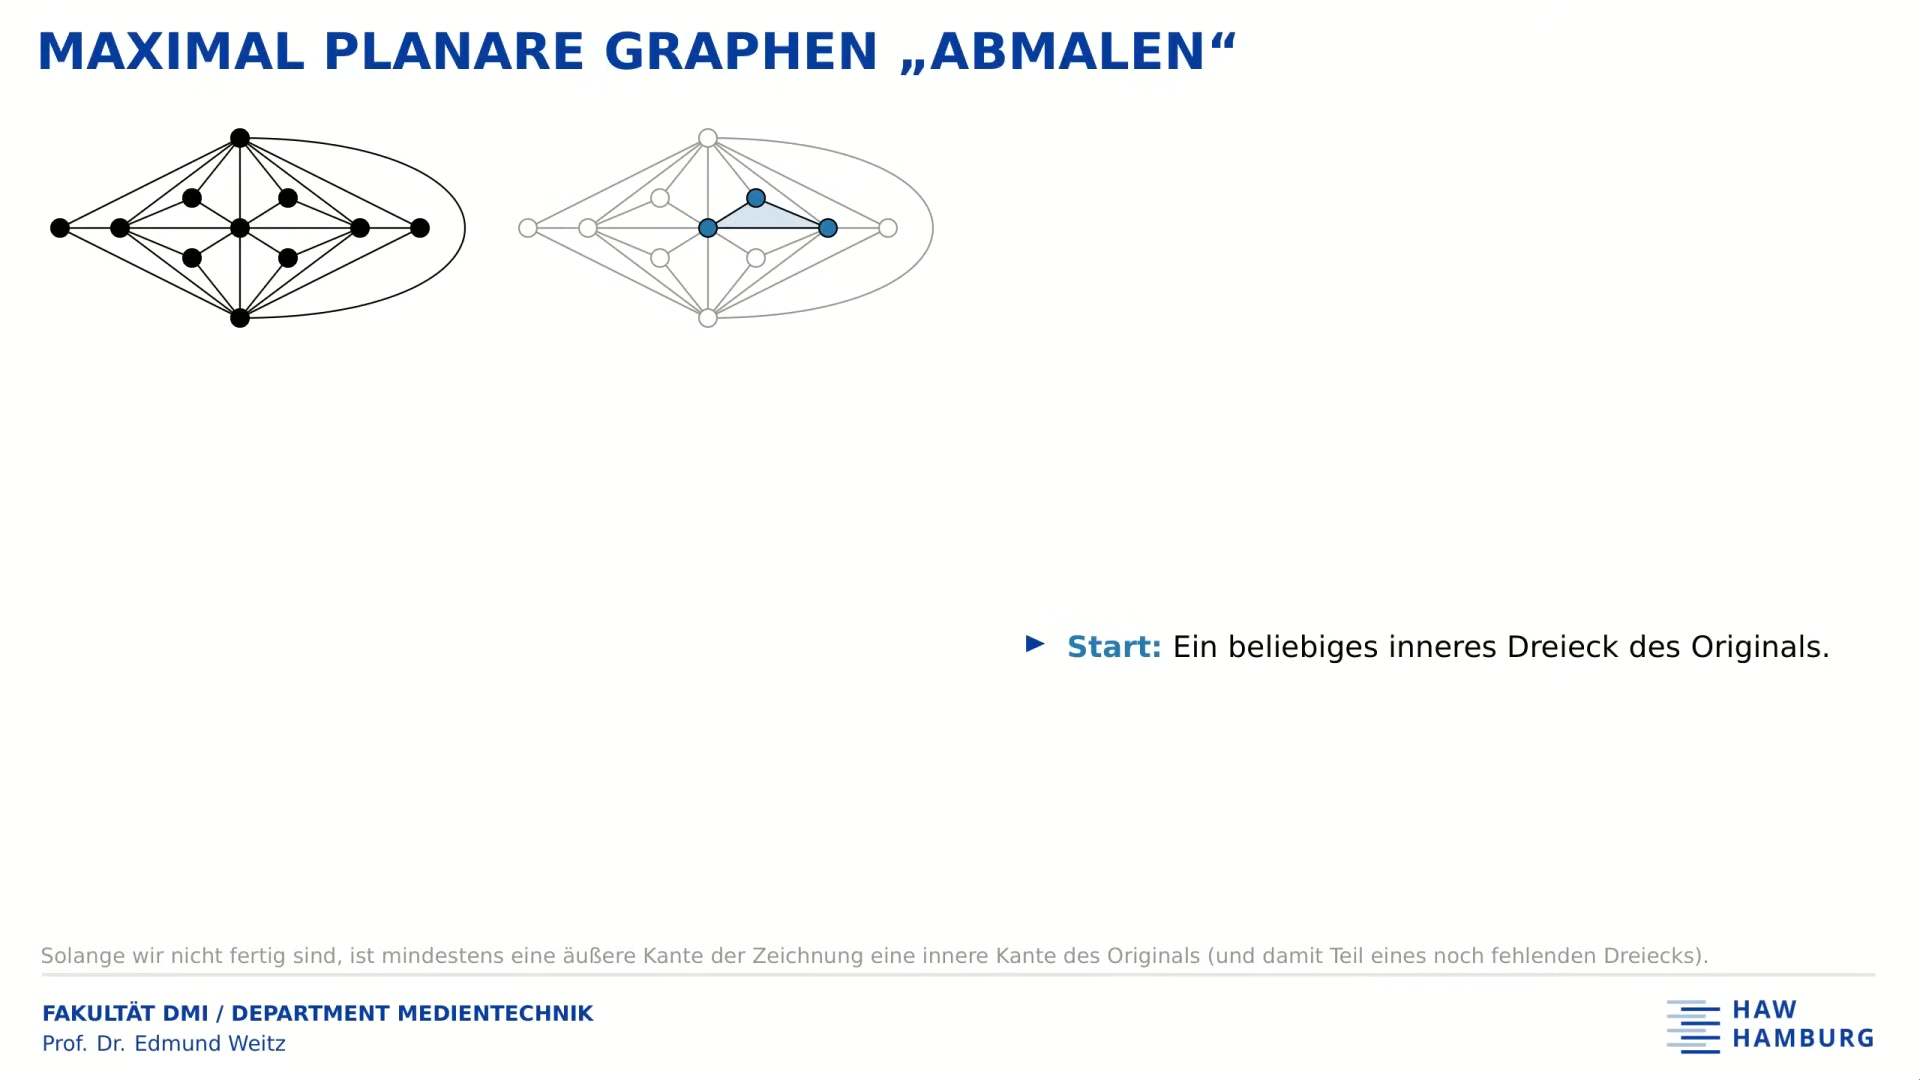 MAXIMAL PLANARE GRAPHEN „ABMALEN“
► Start: Ein beliebiges inneres Dreieck des Originals.
Solange wir nicht fertig sind, ist mindestens eine äußere Kante der Zeichnung eine innere Kante des Originals (und damit Teil eines noch fehlenden Dreiecks).
FAKULTÄT DMI / DEPARTMENT MEDIENTECHNIK
Prof. Dr. Edmund Weitz
HAW
HAMBURG